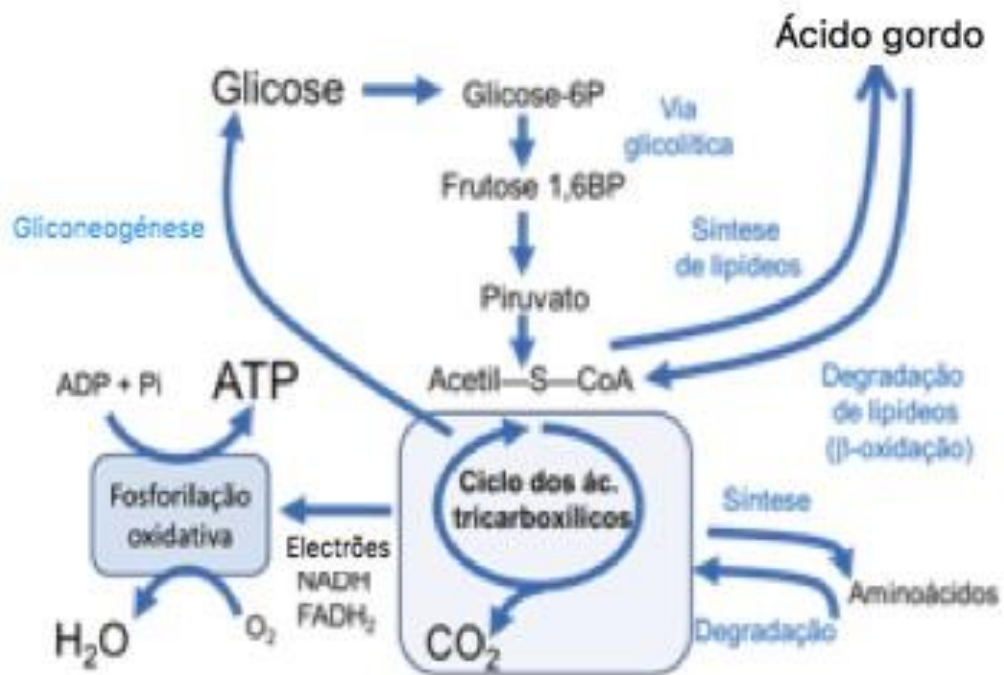 Ácido gordo
Glicose
Glicose-6P
Via
glicolítica
Frutose 1,6BP
Gliconeogénese
Síntese
de lipídeos
Piruvato
ADP + Pi
ATP
Acetil—S—CoA
Degradação
de lipídeos
(β-oxidação)
Ciclo dos ác.
tricarboxílicos
Fosforilação
oxidativa
Síntese
Electrões
NADH
FADH₂
Aminoácidos
Degradação
H₂O
O₂
CO₂